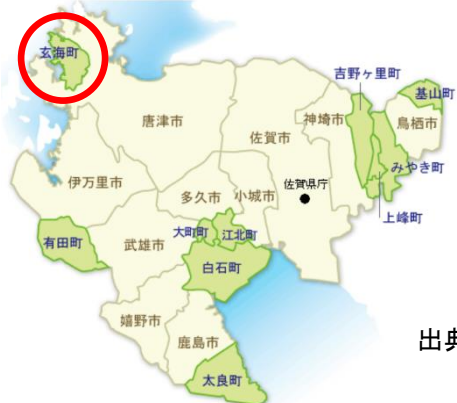 玄海町
吉野ヶ里町
基山町
唐津市
神埼市
鳥栖市
佐賀市
みやき町
伊万里市
多久市
小城市
佐賀県庁
上峰町
有田町
武雄市
大町町
江北町
白石町
嬉野市
鹿島市
出典
太良町